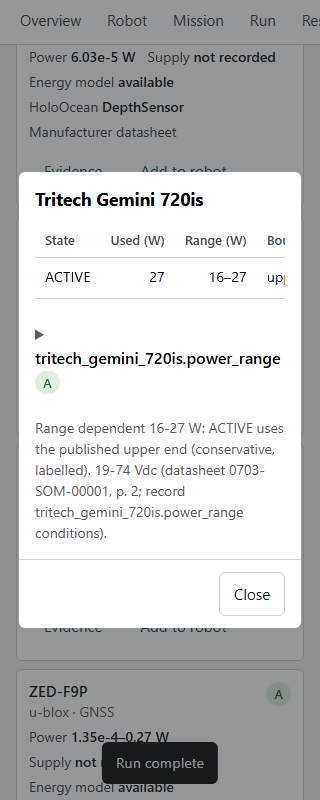 Overview Robot Mission Run Res
Power 6.03e-5 W Supply not recorded
Energy model available
HoloOcean DepthSensor
Manufacturer datasheet
Evidence Add to robot
Tritech Gemini 720is
State Used (W) Range (W) Bou
ACTIVE 27 16–27 upp
tritech_gemini_720is.power_range
A
Range dependent 16-27 W: ACTIVE uses
the published upper end (conservative,
labelled). 19-74 Vdc (datasheet 0703-
SOM-00001, p. 2; record
tritech_gemini_720is.power_range
conditions).
Close
Evidence Add to robot
ZED-F9P
A
u-blox · GNSS
Power 1.35e-4–0.27 W
Supply not
Run complete
Energy model available